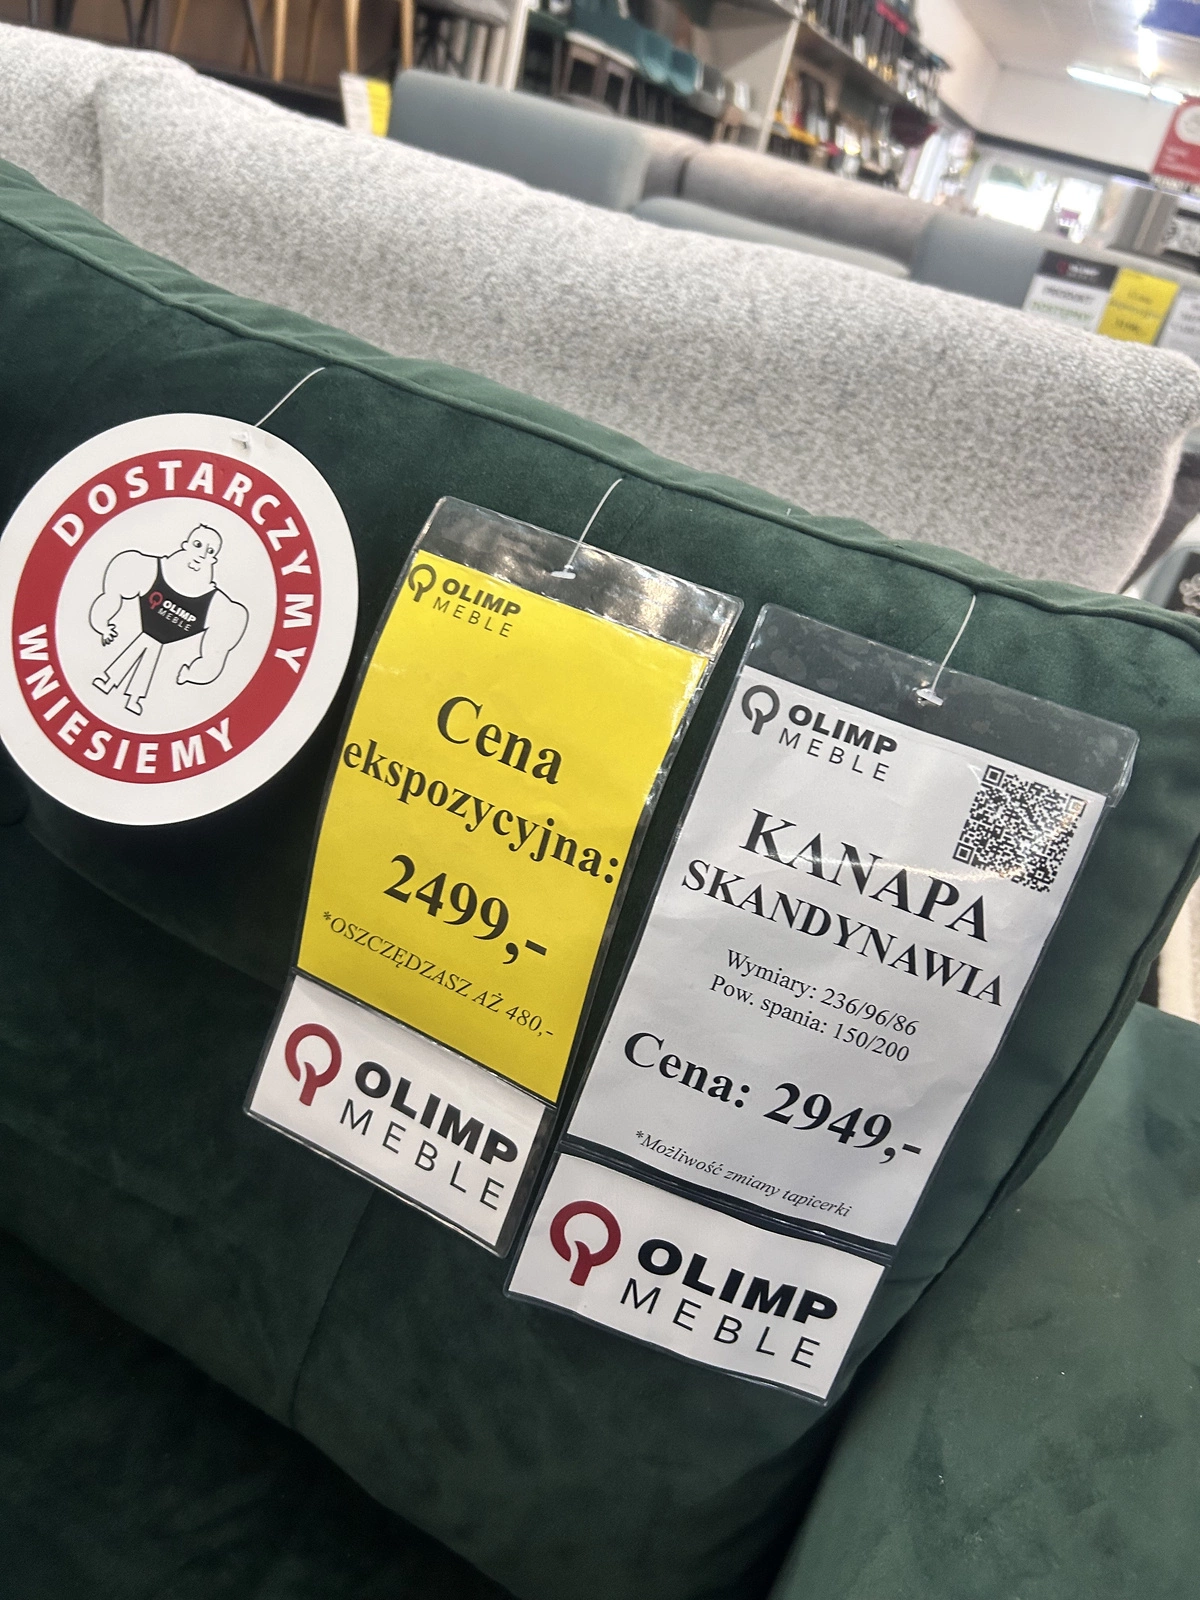 DOSTARCZYMY
OLIMP
MEBLE
WNIESIEMY
OLIMP
MEBLE
Cena
ekspozycyjna:
2499,-
*OSZCZĘDZASZ AŻ 480,-
OLIMP
MEBLE
OLIMP
MEBLE
KANAPA
SKANDYNAWIA
Wymiary: 236/96/86
Pow. spania: 150/200
Cena: 2949,-
*Możliwość zmiany tapicerki
OLIMP
MEBLE